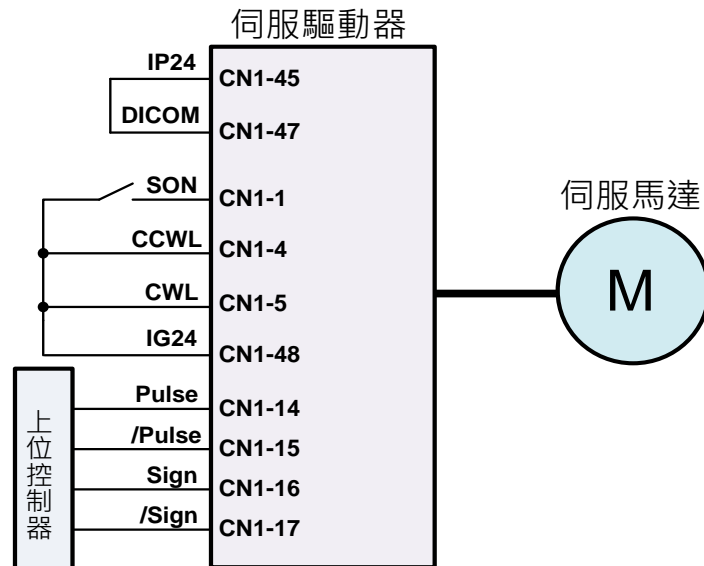 伺服驅動器
IP24 CN1-45
DICOM CN1-47
SON CN1-1
CCWL CN1-4
CWL CN1-5
IG24 CN1-48
Pulse CN1-14
/Pulse CN1-15
Sign CN1-16
/Sign CN1-17
上位控制器
伺服馬達
M